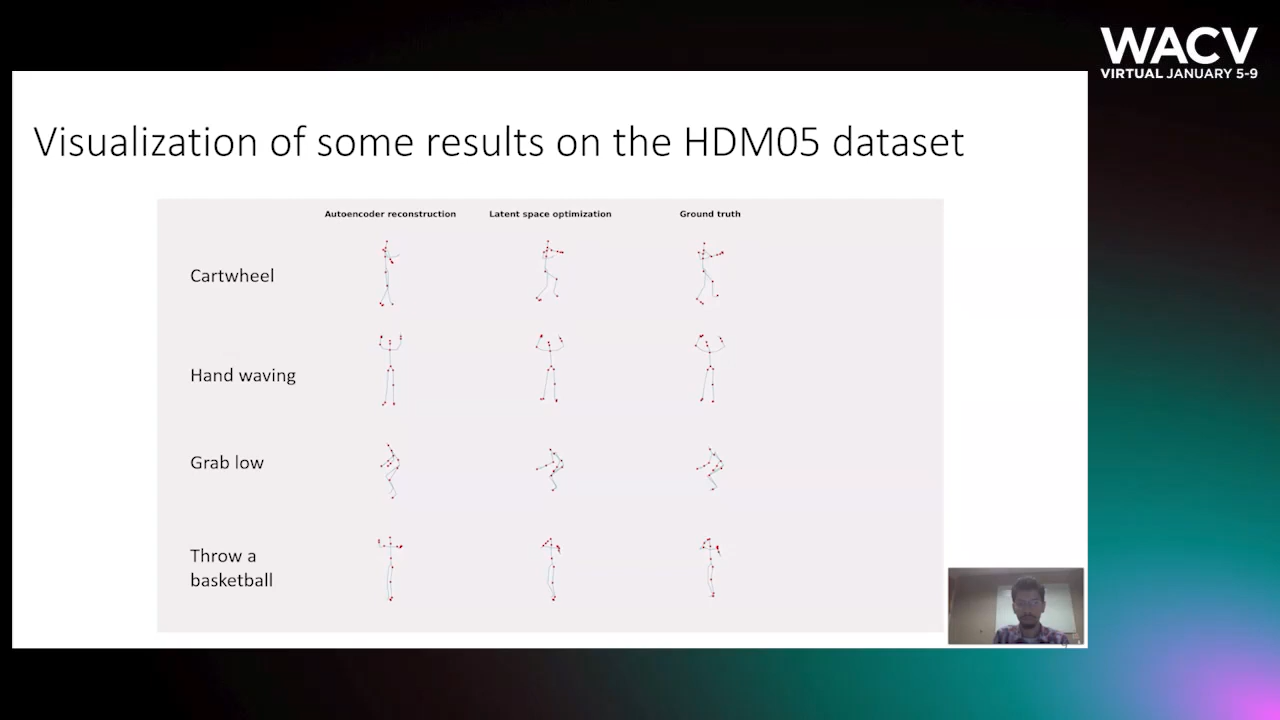 WACV
VIRTUAL JANUARY 5-9
Visualization of some results on the HDM05 dataset
Autoencoder reconstruction Latent space optimization Ground truth
Cartwheel
Hand waving
Grab low
Throw a
basketball